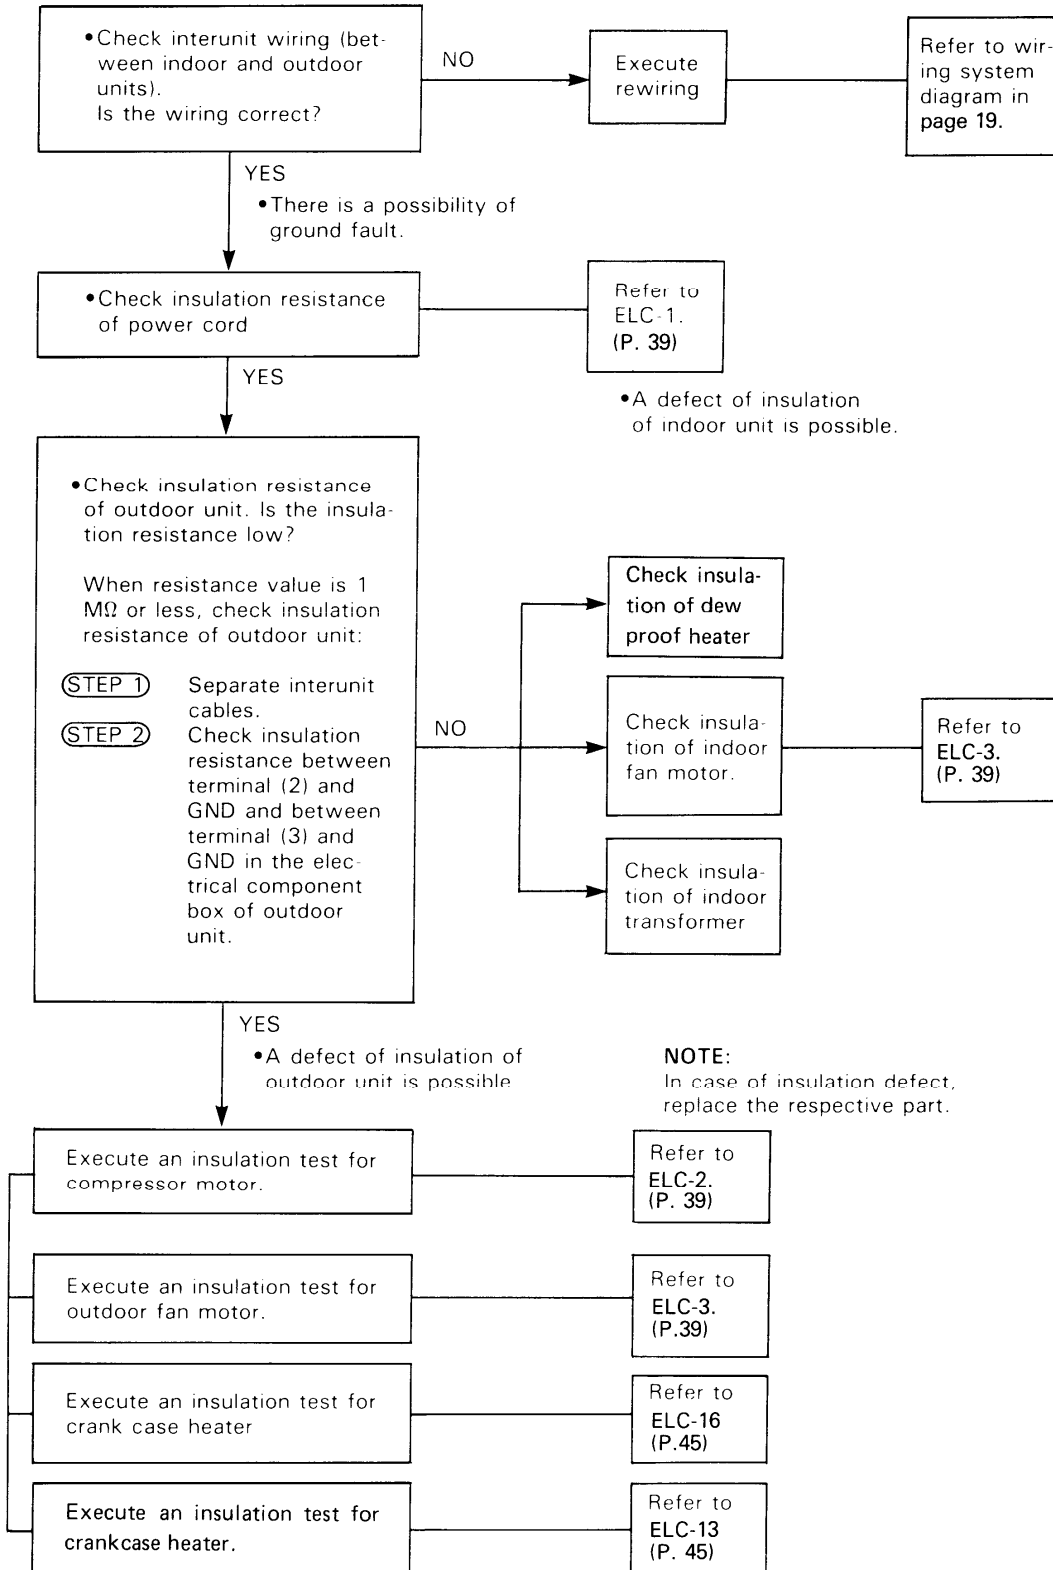 •Check interunit wiring (bet-
ween indoor and outdoor
units).
Is the wiring correct?
NO
Execute
rewiring
Refer to wir-
ing system
diagram in
page 19.
YES
•There is a possibility of
ground fault.
•Check insulation resistance
of power cord
Refer to
ELC-1.
(P. 39)
YES
•A defect of insulation
of indoor unit is possible.
•Check insulation resistance
of outdoor unit. Is the insula-
tion resistance low?
When resistance value is 1
MΩ or less, check insulation
resistance of outdoor unit:
STEP 1 Separate interunit
cables.
STEP 2 Check insulation
resistance between
terminal (2) and
GND and between
terminal (3) and
GND in the elec-
trical component
box of outdoor
unit.
NO
Check insula-
tion of dew
proof heater
Check insula-
tion of indoor
fan motor.
Refer to
ELC-3.
(P. 39)
Check insula-
tion of indoor
transformer
YES
•A defect of insulation of
outdoor unit is possible
NOTE:
In case of insulation defect,
replace the respective part.
Execute an insulation test for
compressor motor.
Refer to
ELC-2.
(P. 39)
Execute an insulation test for
outdoor fan motor.
Refer to
ELC-3.
(P.39)
Execute an insulation test for
crank case heater
Refer to
ELC-16
(P.45)
Execute an insulation test for
crankcase heater.
Refer to
ELC-13
(P. 45)